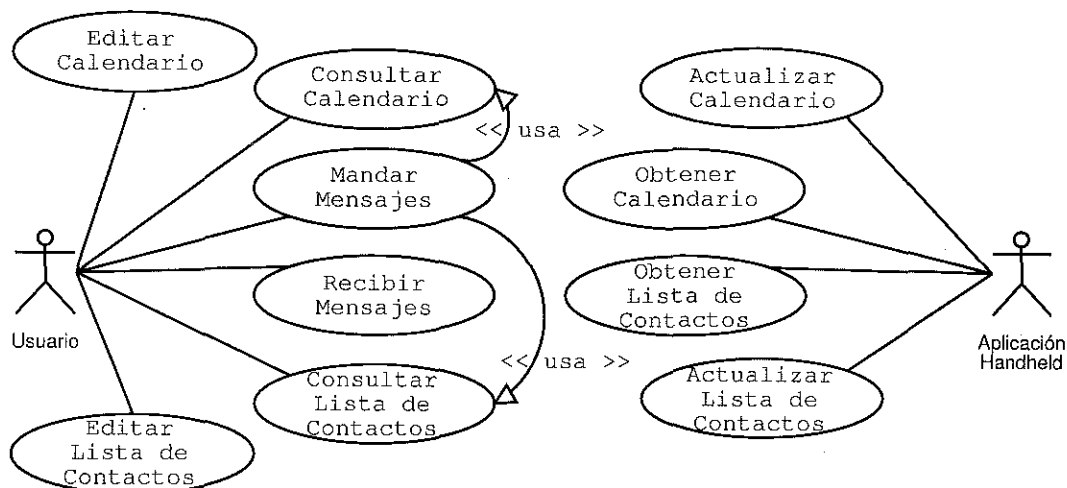 Editar
Calendario
Consultar
Calendario
Actualizar
Calendario
<< usa >>
Mandar
Mensajes
Obtener
Calendario
Recibir
Mensajes
Obtener
Lista de
Contactos
Usuario
Aplicación
Handheld
<< usa >>
Consultar
Lista de
Contactos
Actualizar
Lista de
Contactos
Editar
Lista de
Contactos